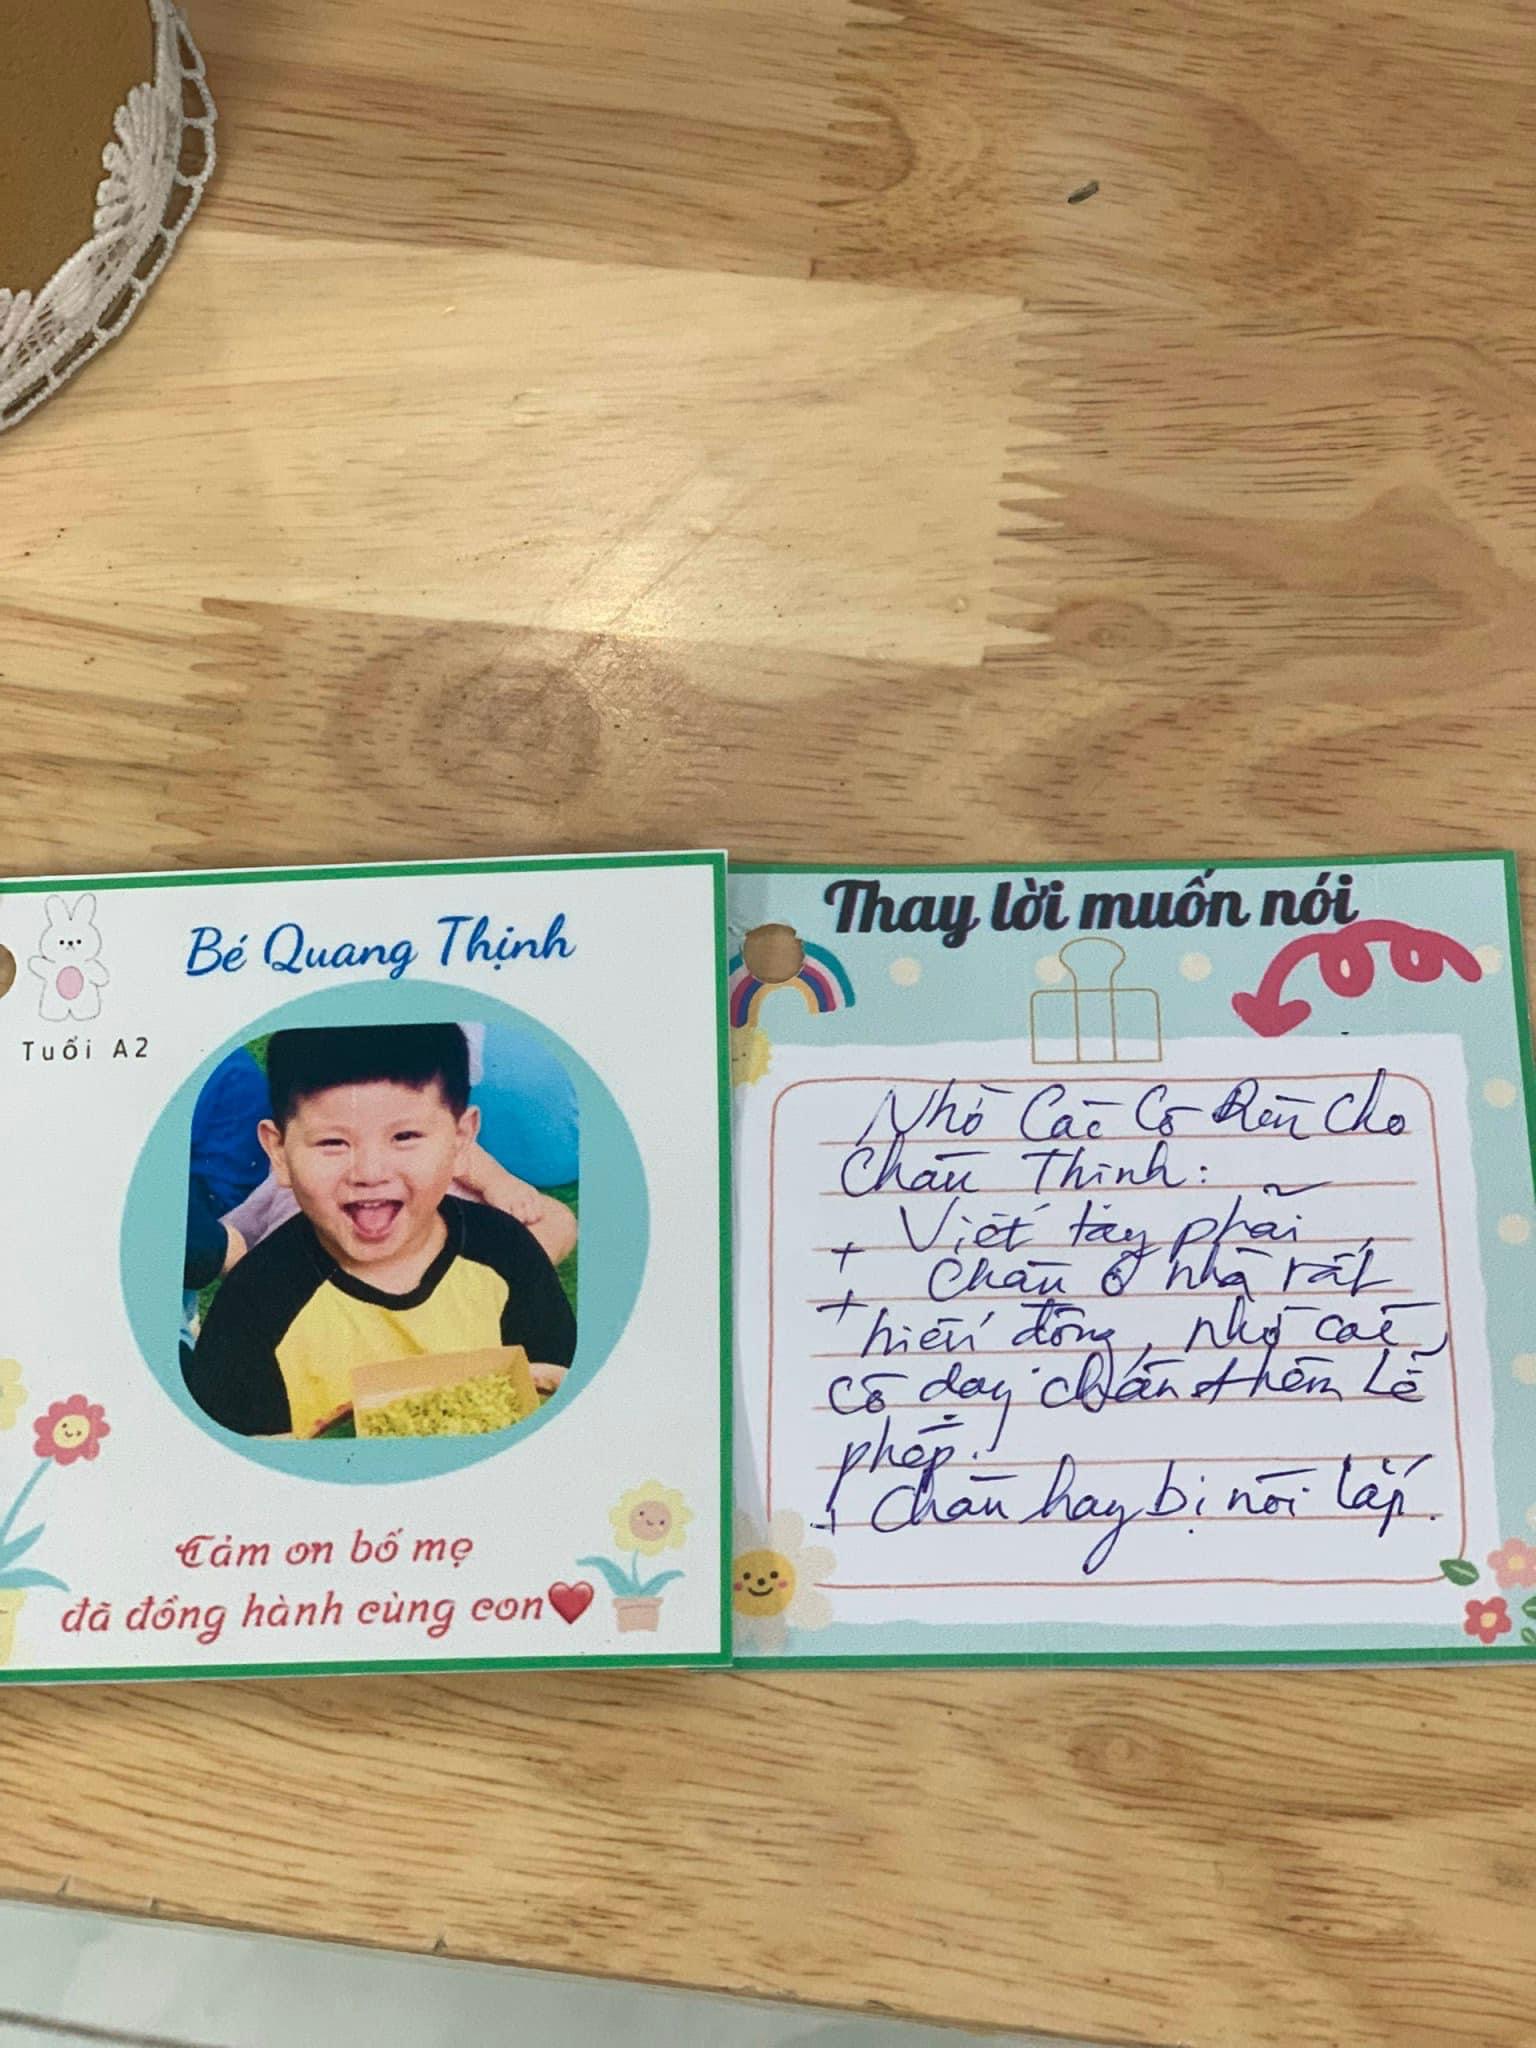 Bé Quang Thịnh
Tuổi A2
Cảm ơn bố mẹ
đã đồng hành cùng con
Thay lời muốn nói
Nhờ Các Cô Rèn Cho
Cháu Thịnh:
+ Viết tay phải
+ Cháu ở nhà rất
hiếu động, nhờ các
cô dạy cháu thêm Lễ
phép.
+ Cháu hay bị nói lắp.